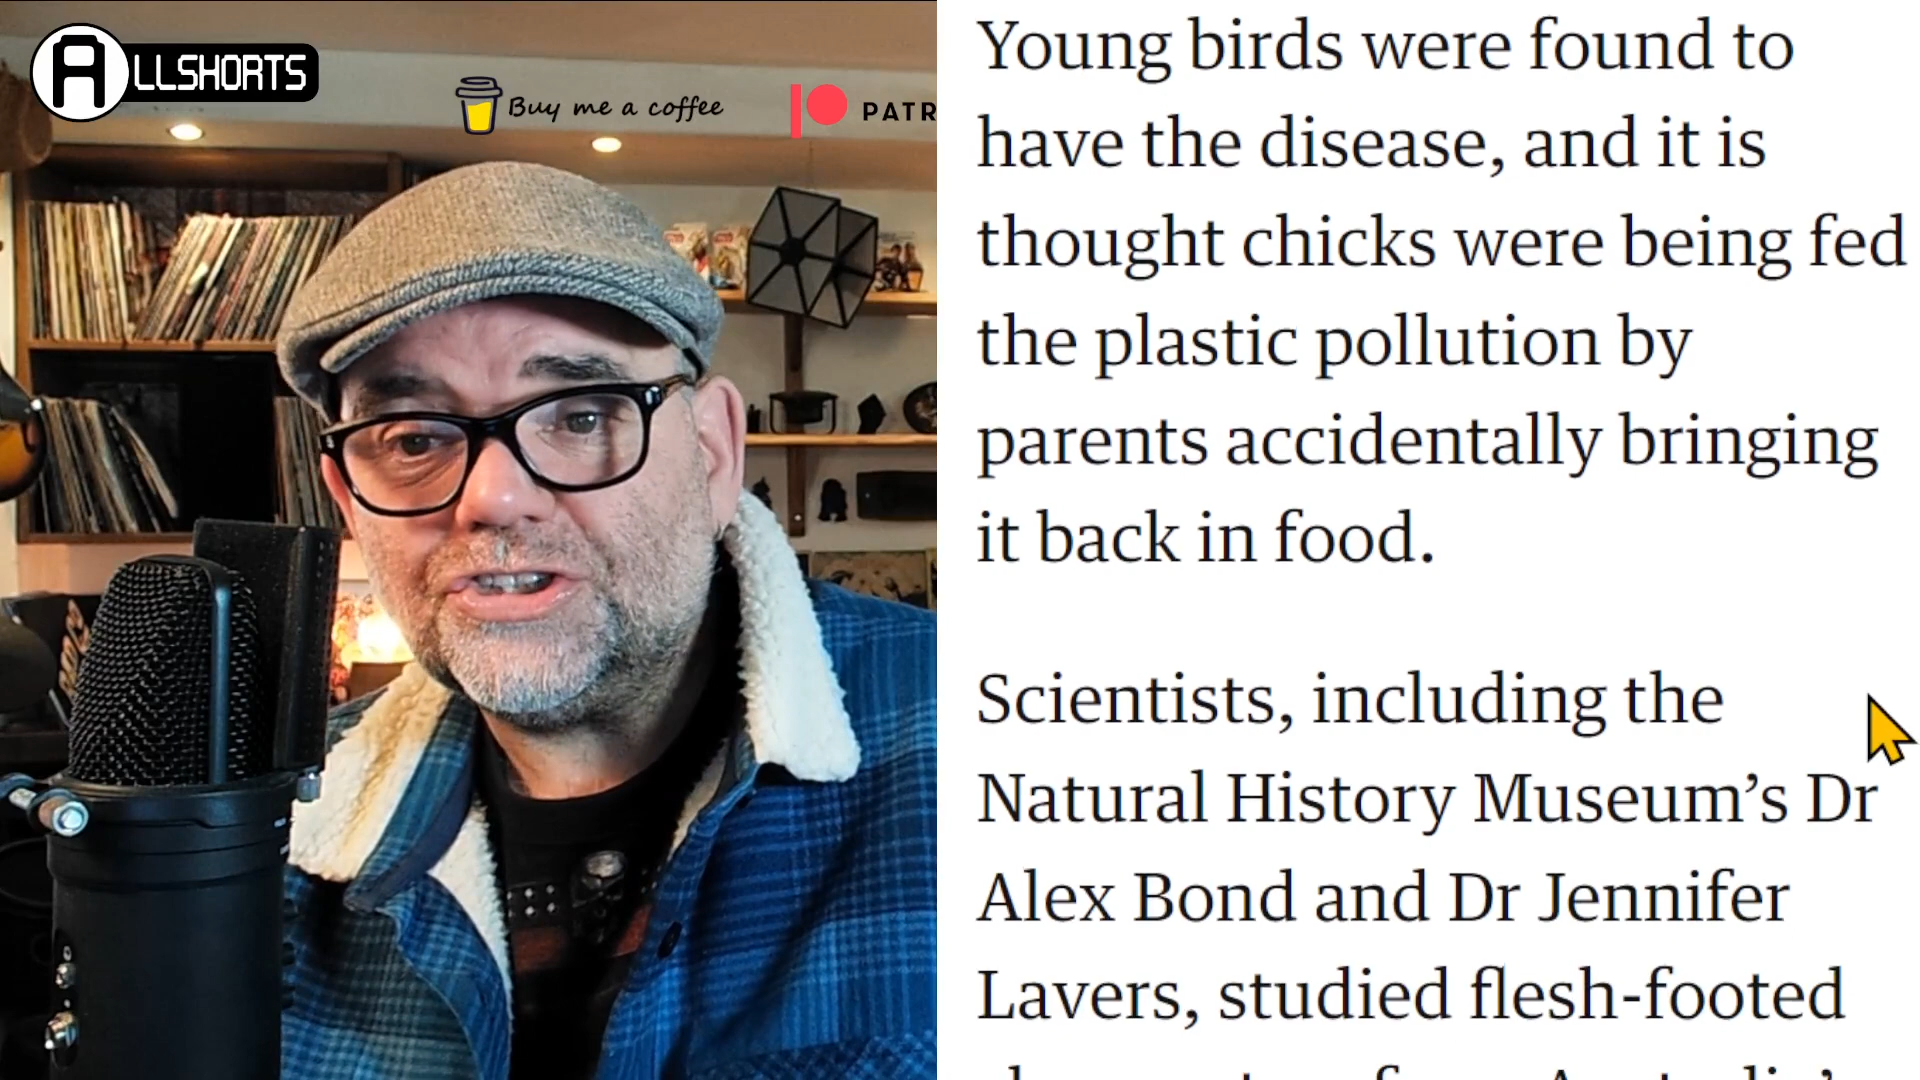 ALLSHORTS
Buy me a coffee
PATR
Young birds were found to
have the disease, and it is
thought chicks were being fed
the plastic pollution by
parents accidentally bringing
it back in food.
Scientists, including the
Natural History Museum’s Dr
Alex Bond and Dr Jennifer
Lavers, studied flesh-footed